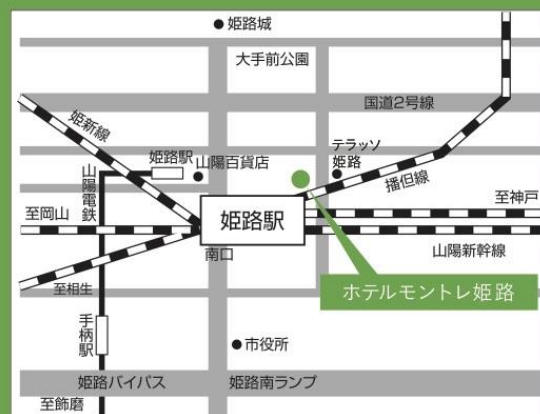 姫路城
大手前公園
国道2号線
姫新線
テラッソ
姫路
姫路駅
山陽百貨店
山陽電鉄
播但線
至岡山
姫路駅
至神戸
南口
山陽新幹線
至相生
ホテルモントレ姫路
手柄駅
市役所
姫路バイパス
姫路南ランプ
至飾磨